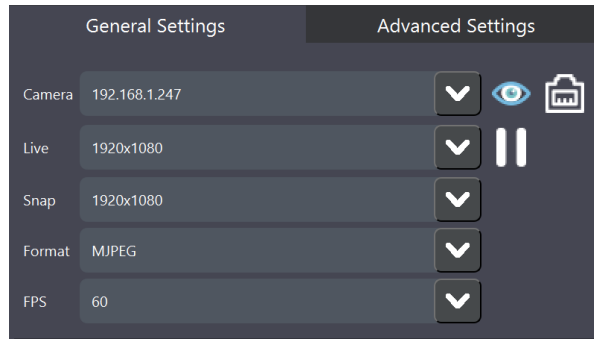 General Settings Advanced Settings
Camera 192.168.1.247
Live 1920x1080
Snap 1920x1080
Format MJPEG
FPS 60